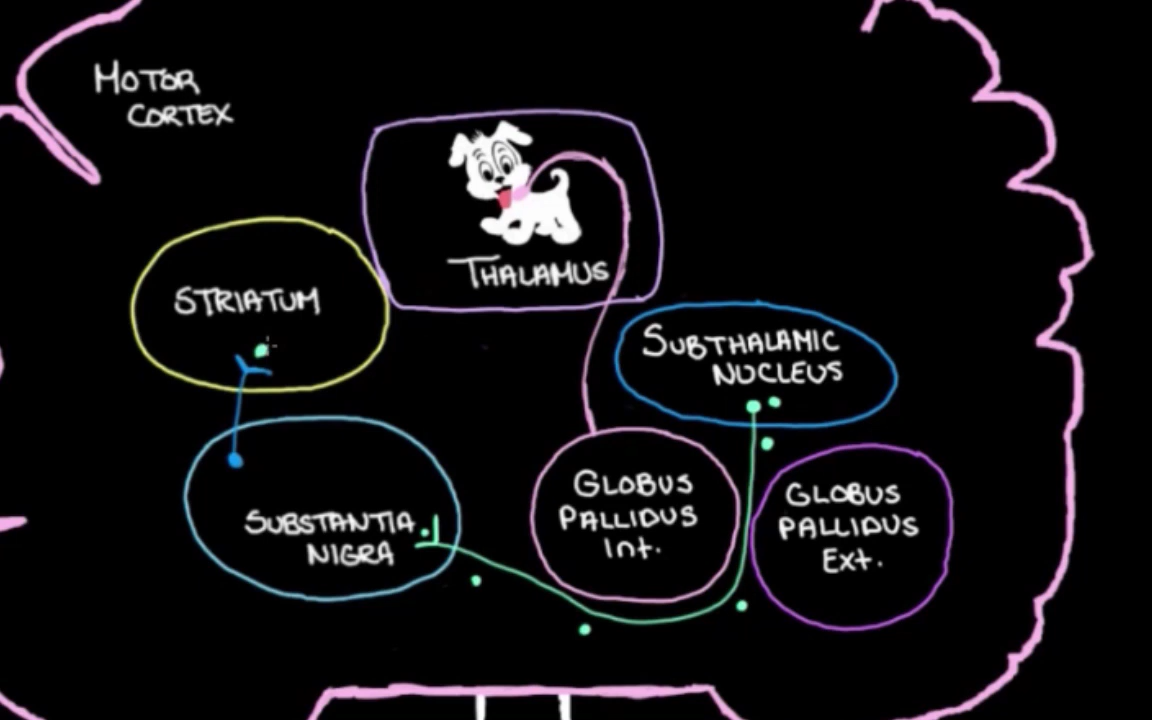 MOTOR
CORTEX
THALAMUS
STRIATUM
SUBTHALAMIC
NUCLEUS
SUBSTANTIA
NIGRA
GLOBUS
PALLIDUS
Int.
GLOBUS
PALLIDUS
Ext.